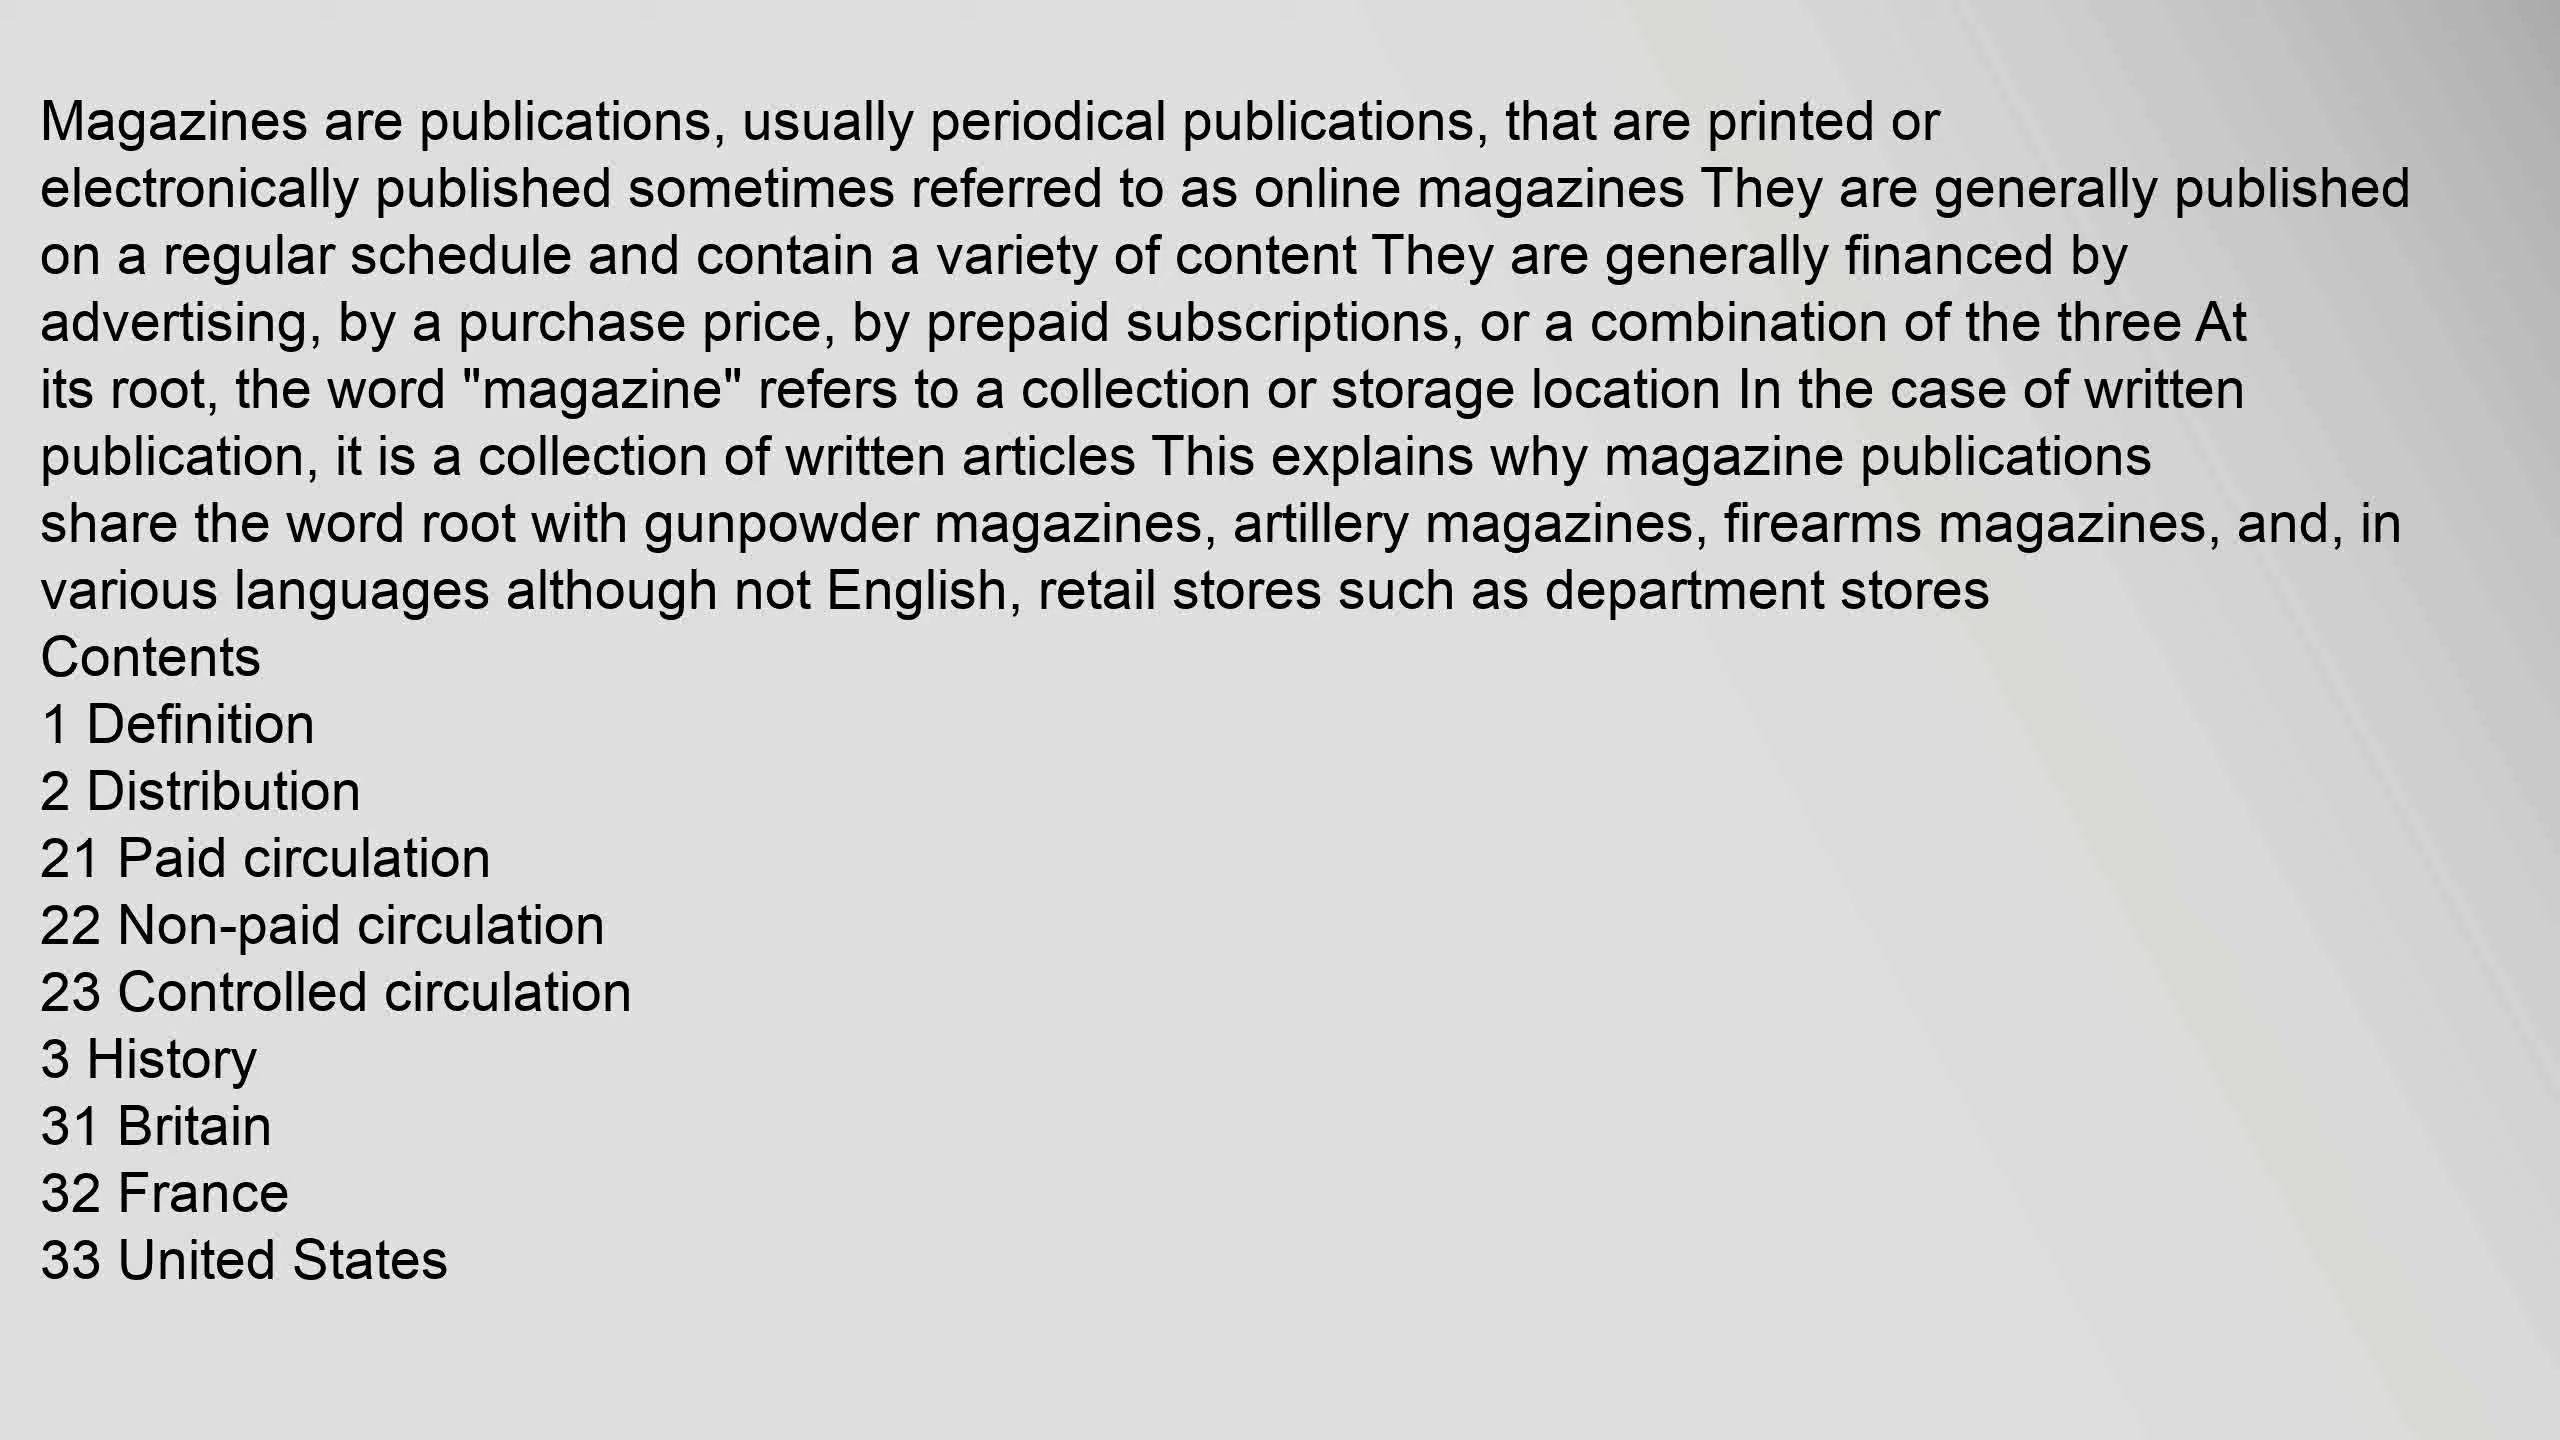 Magazines are publications, usually periodical publications, that are printed or
electronically published sometimes referred to as online magazines They are generally published
on a regular schedule and contain a variety of content They are generally financed by
advertising, by a purchase price, by prepaid subscriptions, or a combination of the three At
its root, the word "magazine" refers to a collection or storage location In the case of written
publication, it is a collection of written articles This explains why magazine publications
share the word root with gunpowder magazines, artillery magazines, firearms magazines, and, in
various languages although not English, retail stores such as department stores
Contents
1 Definition
2 Distribution
21 Paid circulation
22 Non-paid circulation
23 Controlled circulation
3 History
31 Britain
32 France
33 United States